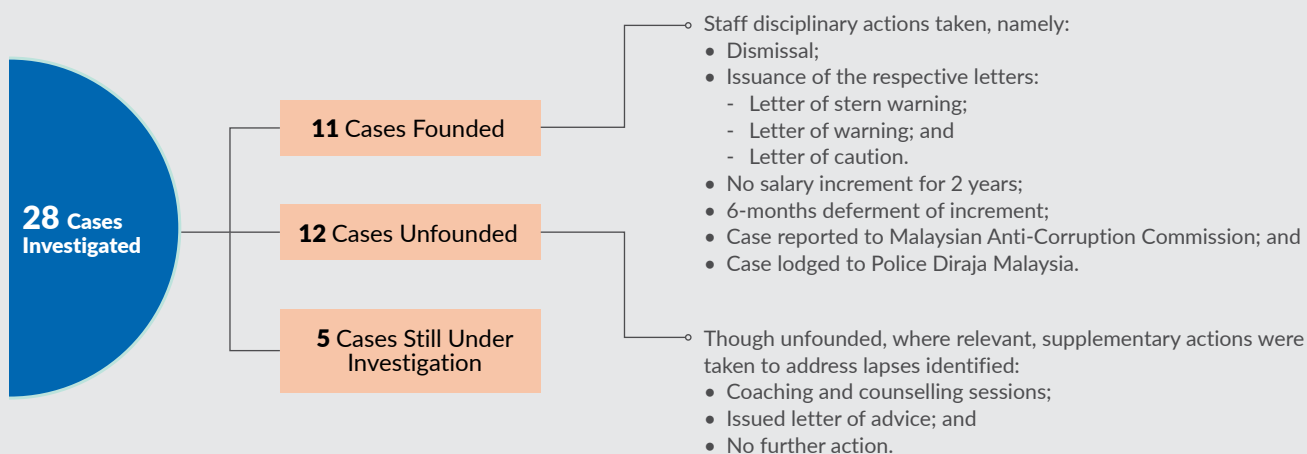 28 Cases
Investigated
11 Cases Founded
Staff disciplinary actions taken, namely:
• Dismissal;
• Issuance of the respective letters:
- Letter of stern warning;
- Letter of warning; and
- Letter of caution.
• No salary increment for 2 years;
• 6-months deferment of increment;
• Case reported to Malaysian Anti-Corruption Commission; and
• Case lodged to Police Diraja Malaysia.
12 Cases Unfounded
Though unfounded, where relevant, supplementary actions were
taken to address lapses identified:
• Coaching and counselling sessions;
• Issued letter of advice; and
• No further action.
5 Cases Still Under
Investigation